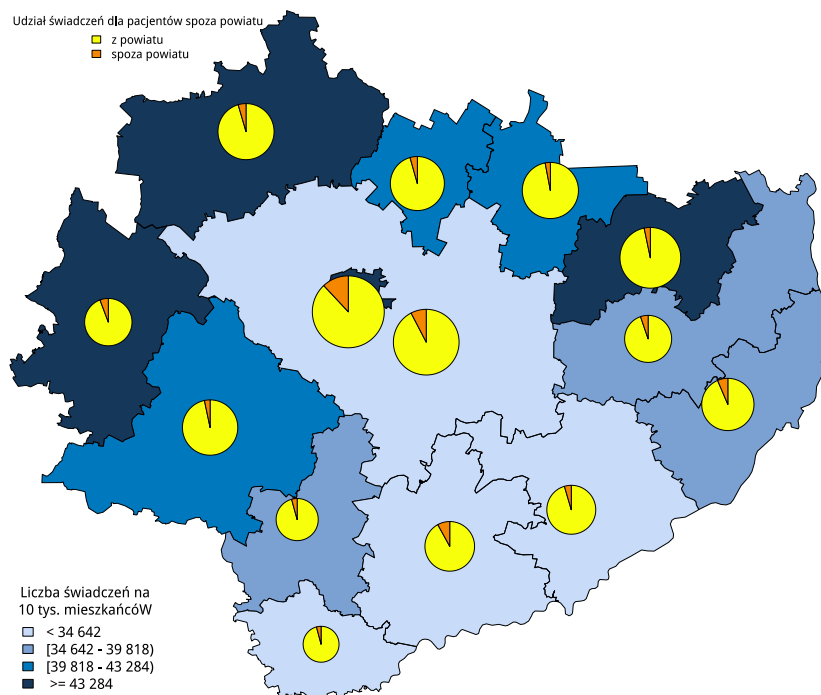 Udział świadczeń dla pacjentów spoza powiatu
z powiatu
spoza powiatu
Liczba świadczeń na
10 tys. mieszkańcóW
< 34 642
[34 642 - 39 818)
[39 818 - 43 284)
>= 43 284